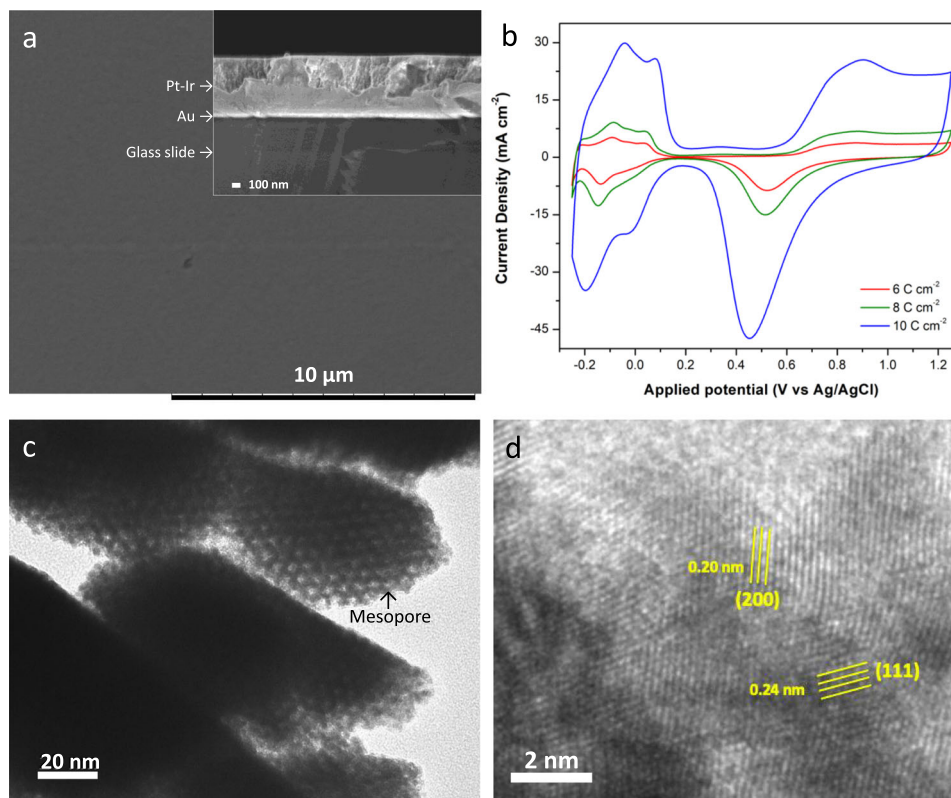 a
Pt-Ir →
Au →
Glass slide →
100 nm
10 µm
b
Current Density (mA cm⁻²)
30
15
0
-15
-30
-45
6 C cm⁻²
8 C cm⁻²
10 C cm⁻²
-0.2 0.0 0.2 0.4 0.6 0.8 1.0 1.2
Applied potential (V vs Ag/AgCl)
c
Mesopore
20 nm
d
0.20 nm
(200)
(111)
0.24 nm
2 nm